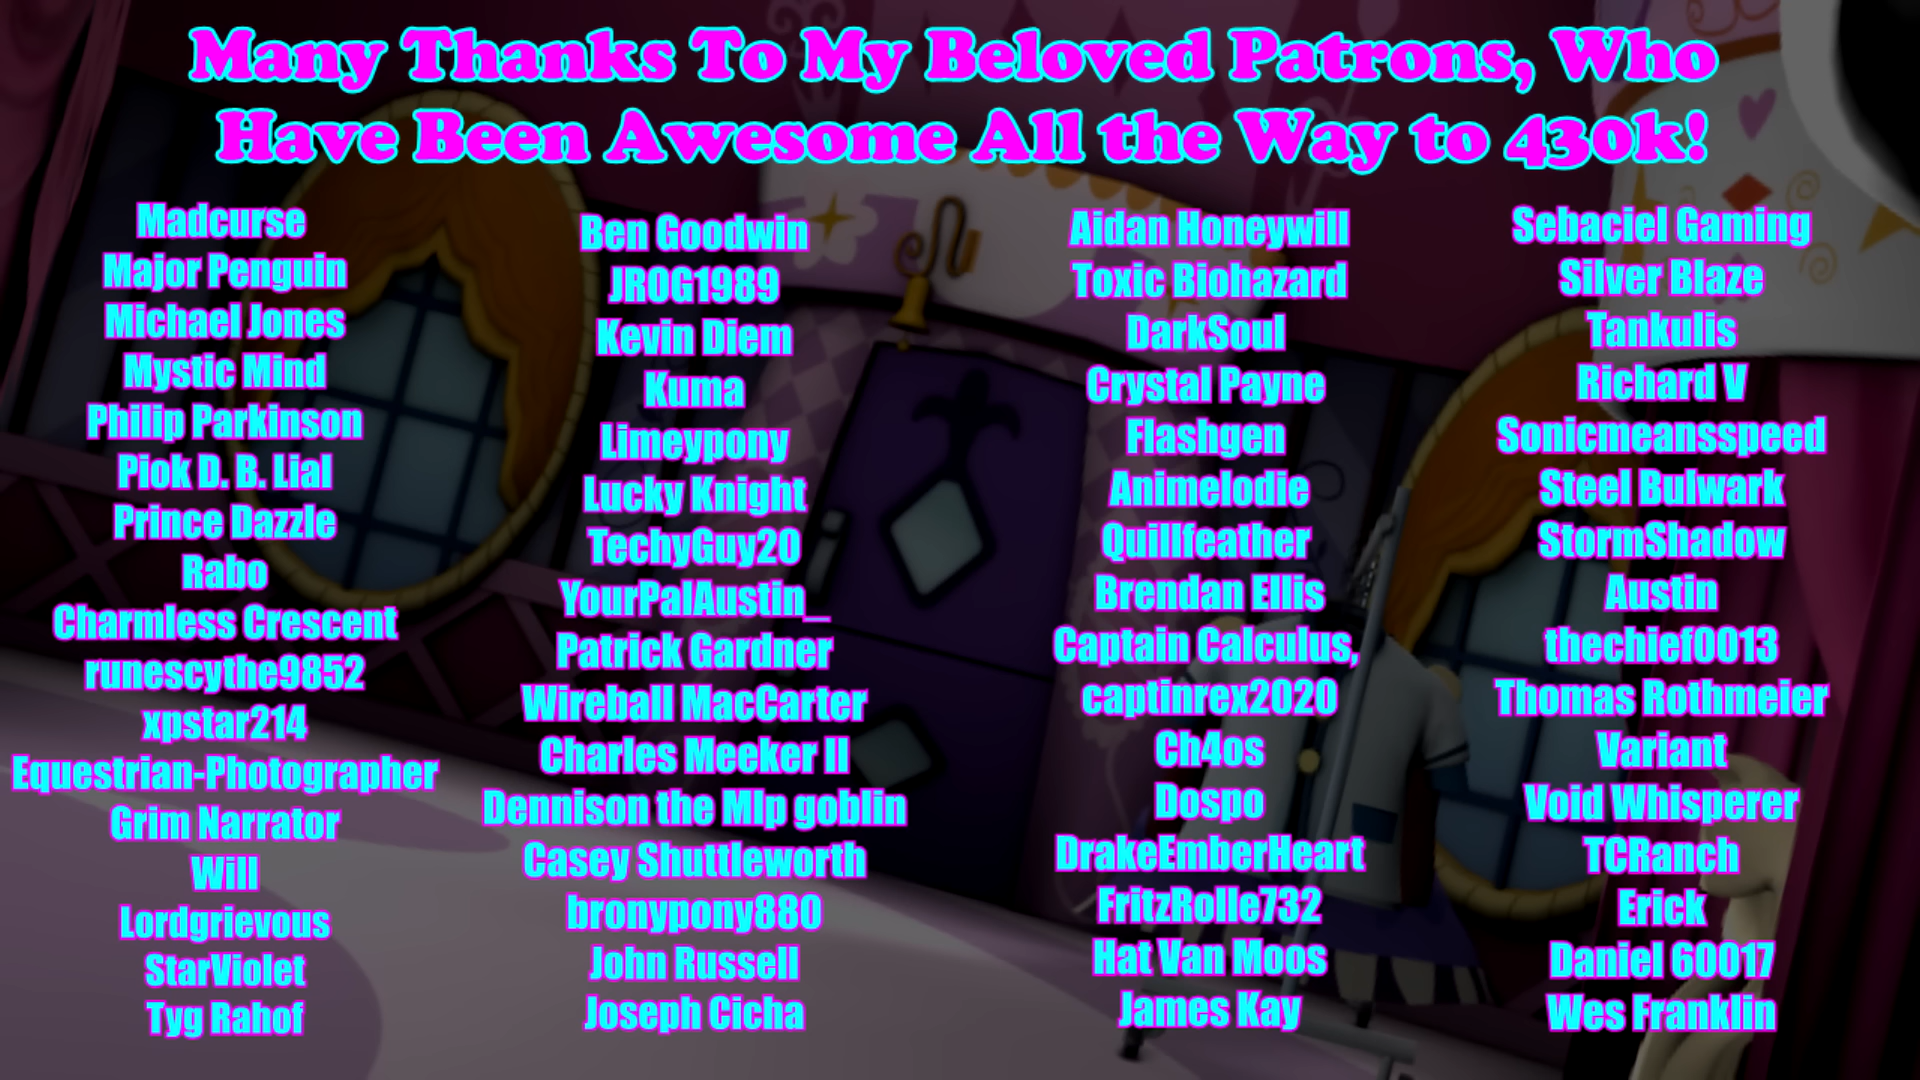 Many Thanks To My Beloved Patrons, Who
Have Been Awesome All the Way to 430k!
Madcurse
Major Penguin
Michael Jones
Mystic Mind
Philip Parkinson
Piok D. B. Lial
Prince Dazzle
Rabo
Charmless Crescent
runescythe9852
xpstar214
Equestrian-Photographer
Grim Narrator
Will
Lordgrievous
StarViolet
Tyg Rahof
Ben Goodwin
JROG1989
Kevin Diem
Kuma
Limeypony
Lucky Knight
TechyGuy20
YourPalAustin_
Patrick Gardner
Wireball MacCarter
Charles Meeker II
Dennison the Mlp goblin
Casey Shuttleworth
bronypony880
John Russell
Joseph Cicha
Aidan Honeywill
Toxic Biohazard
DarkSoul
Crystal Payne
Flashgen
Animelodie
Quillfeather
Brendan Ellis
Captain Calculus,
captinrex2020
Ch4os
Dospo
DrakeEmberHeart
FritzRolle732
Hat Van Moos
James Kay
Sebaciel Gaming
Silver Blaze
Tankulis
Richard V
Sonicmeansspeed
Steel Bulwark
StormShadow
Austin
thechief0013
Thomas Rothmeier
Variant
Void Whisperer
TCRanch
Erick
Daniel 60017
Wes Franklin